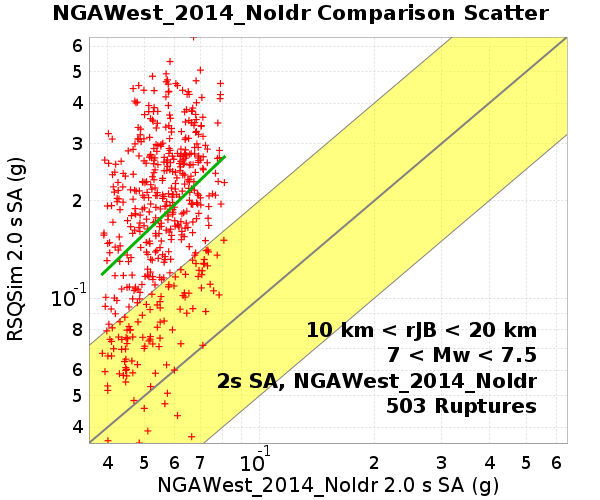 NGAWest_2014_NoIdr Comparison Scatter
RSQSim 2.0 s SA (g)
6
5
4
3
2
10-1
8
6
5
4
10 km < rJB < 20 km
7 < Mw < 7.5
2s SA, NGAWest_2014_NoIdr
503 Ruptures
4 5 6 7 10-1 2 3 4 5 6
NGAWest_2014_NoIdr 2.0 s SA (g)